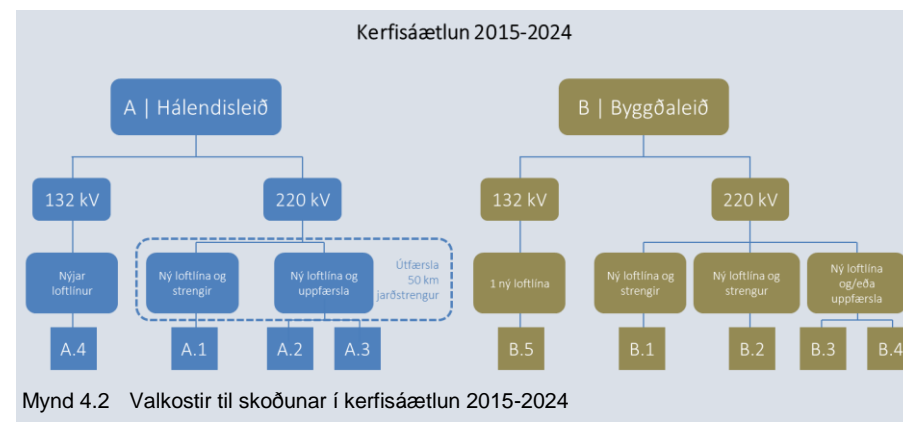 Kerfisáætlun 2015-2024
A | Hálendisleið
B | Byggðaleið
132 kV
220 kV
132 kV
220 kV
Nýjar
loftlínur
Ný loftlína og
strengir
Ný loftlína og
uppfærsla
Útfærsla
50 km
jarðstrengur
1 ný loftlína
Ný loftlína og
strengir
Ný loftlína og
strengur
Ný loftlína
og/eða
uppfærsla
A.4
A.1
A.2
A.3
B.5
B.1
B.2
B.3
B.4
Mynd 4.2 Valkostir til skoðunar í kerfisáætlun 2015-2024